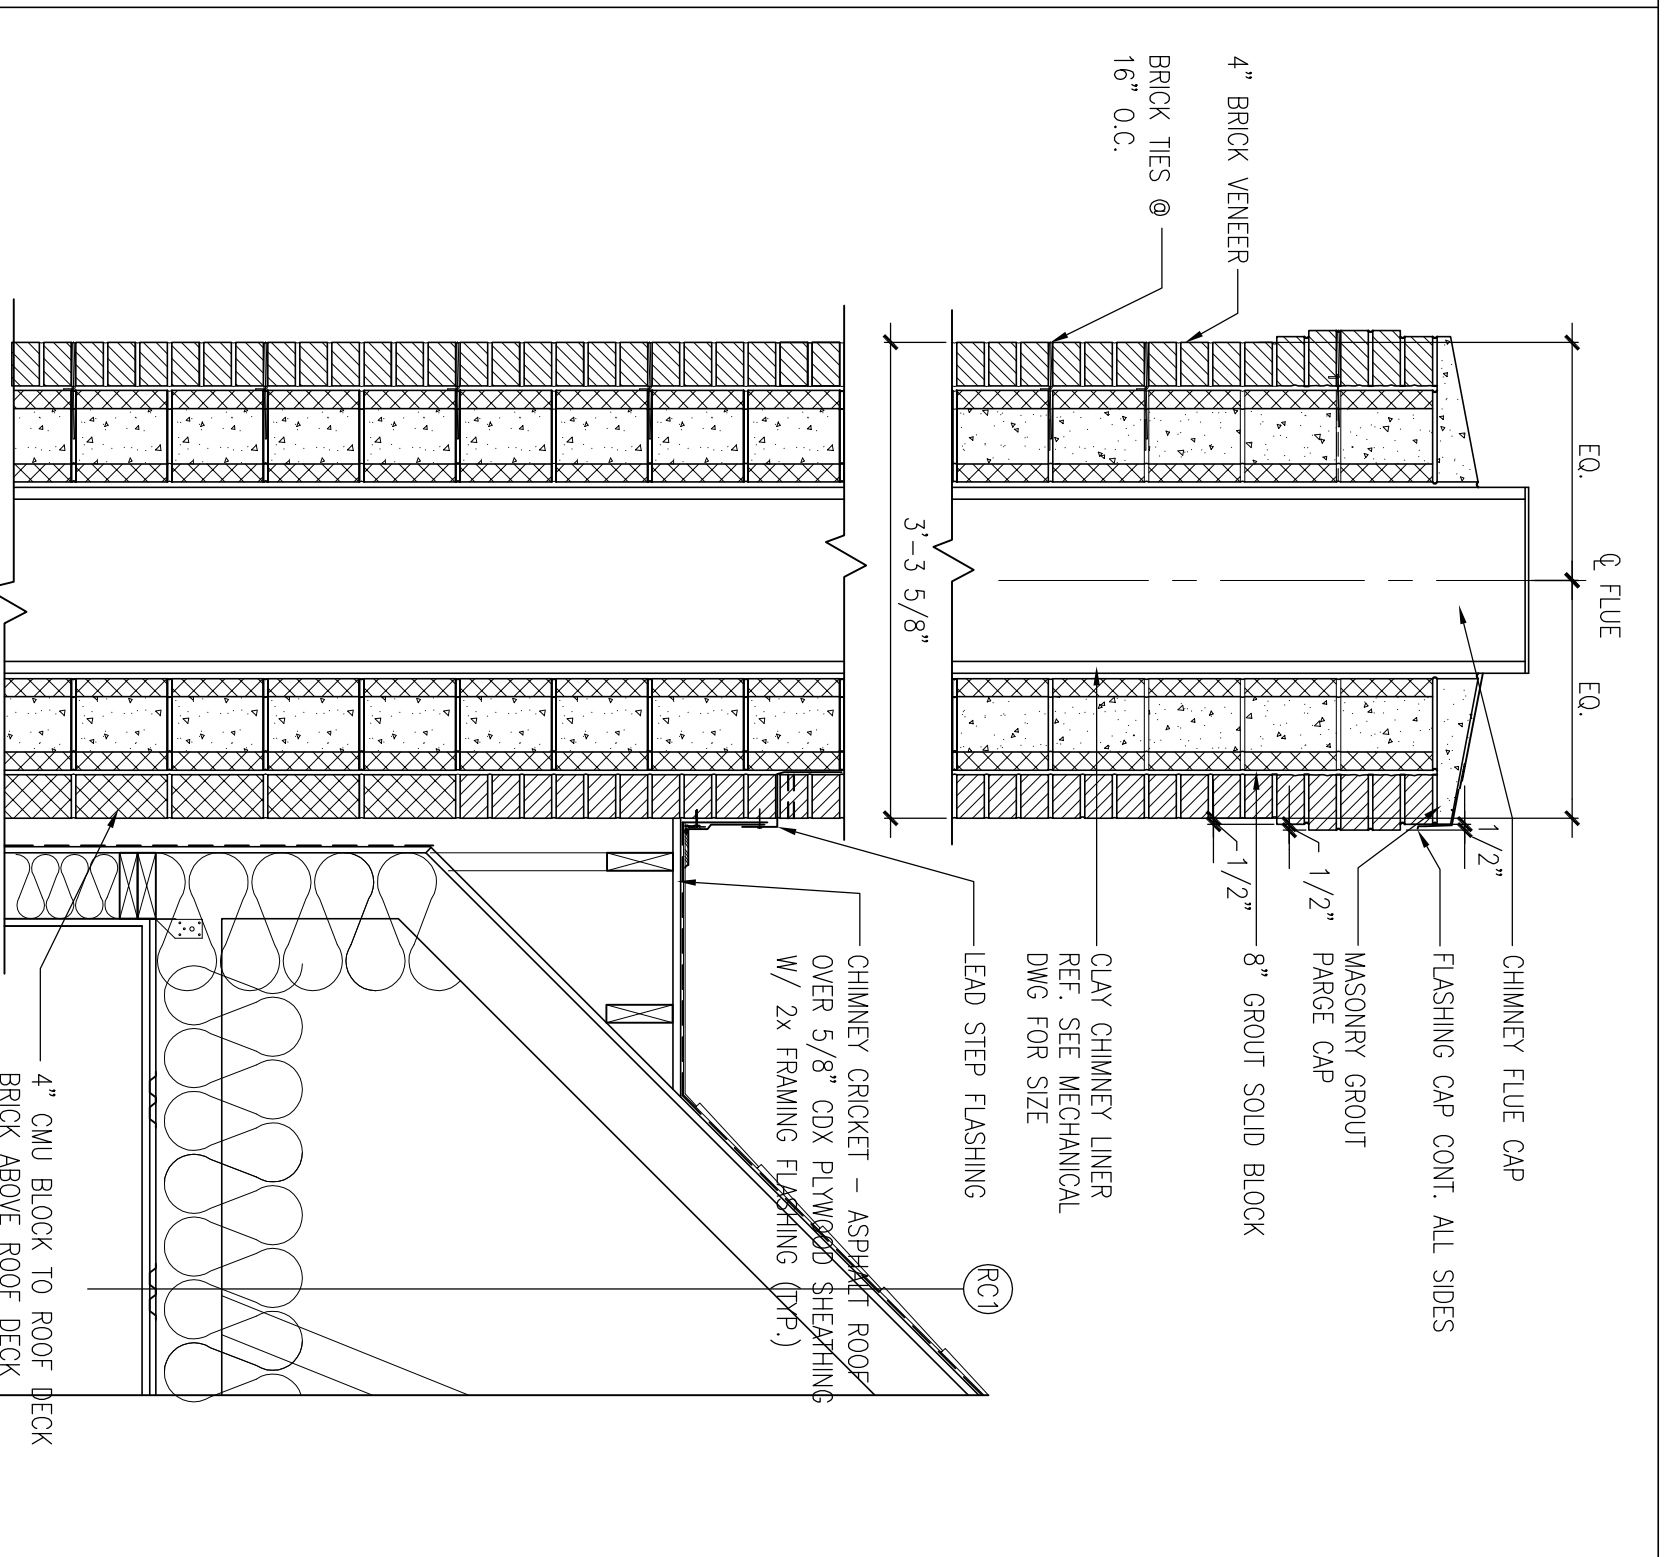 EQ.
℄ FLUE
EQ.
4” BRICK VENEER
BRICK TIES @
16” O.C.
3’-3 5/8”
1/2”
1/2”
1/2”
CHIMNEY FLUE CAP
FLASHING CAP CONT. ALL SIDES
MASONRY GROUT
PARGE CAP
8” GROUT SOLID BLOCK
CLAY CHIMNEY LINER
REF. SEE MECHANICAL
DWG FOR SIZE
LEAD STEP FLASHING
CHIMNEY CRICKET - ASPHALT ROOF
OVER 5/8” CDX PLYWOOD SHEATHING
W/ 2x FRAMING FLASHING (TYP.)
RC1
4” CMU BLOCK TO ROOF DECK
BRICK ABOVE ROOF DECK